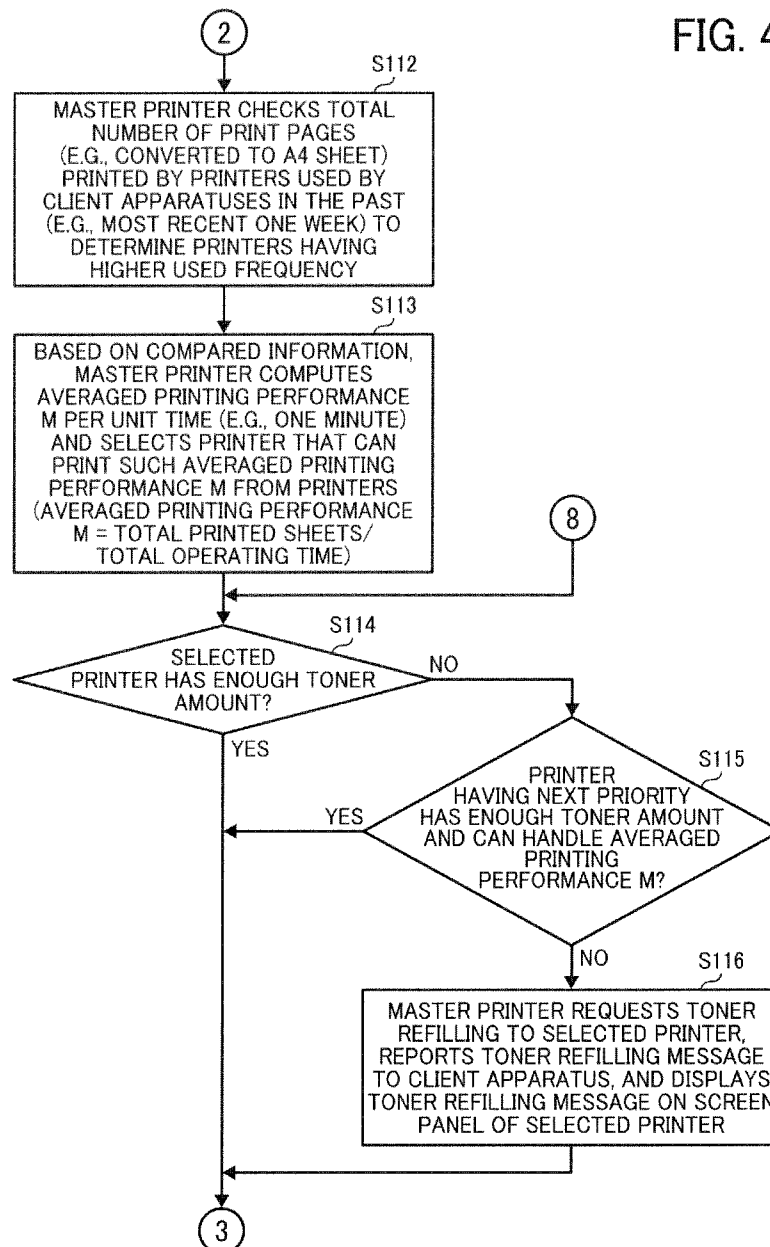 2
FIG. 4
S112
MASTER PRINTER CHECKS TOTAL
NUMBER OF PRINT PAGES
(E.G., CONVERTED TO A4 SHEET)
PRINTED BY PRINTERS USED BY
CLIENT APPARATUSES IN THE PAST
(E.G., MOST RECENT ONE WEEK) TO
DETERMINE PRINTERS HAVING
HIGHER USED FREQUENCY
S113
BASED ON COMPARED INFORMATION,
MASTER PRINTER COMPUTES
AVERAGED PRINTING PERFORMANCE
M PER UNIT TIME (E.G., ONE MINUTE)
AND SELECTS PRINTER THAT CAN
PRINT SUCH AVERAGED PRINTING
PERFORMANCE M FROM PRINTERS
(AVERAGED PRINTING PERFORMANCE
M = TOTAL PRINTED SHEETS/
TOTAL OPERATING TIME)
8
S114
SELECTED
PRINTER HAS ENOUGH TONER
AMOUNT?
NO
YES
S115
PRINTER
HAVING NEXT PRIORITY
HAS ENOUGH TONER AMOUNT
AND CAN HANDLE AVERAGED
PRINTING
PERFORMANCE M?
YES
NO
S116
MASTER PRINTER REQUESTS TONER
REFILLING TO SELECTED PRINTER,
REPORTS TONER REFILLING MESSAGE
TO CLIENT APPARATUS, AND DISPLAYS
TONER REFILLING MESSAGE ON SCREEN
PANEL OF SELECTED PRINTER
3